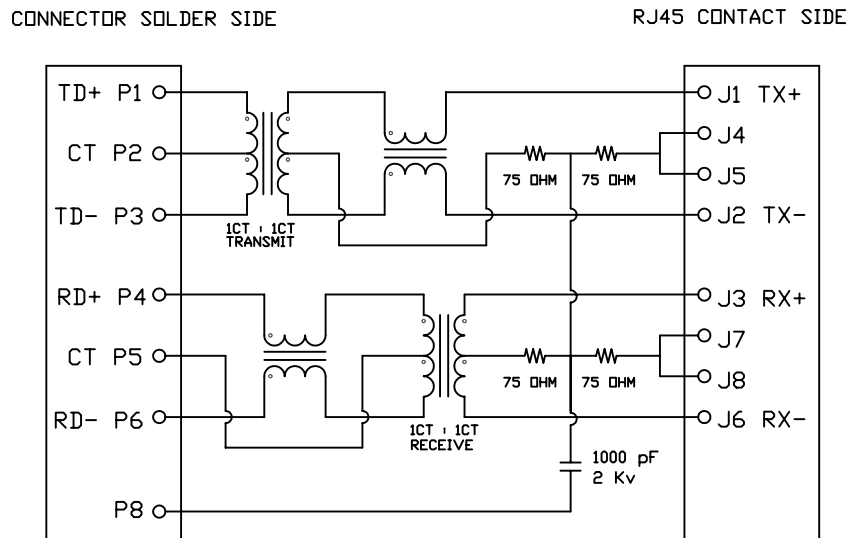 CONNECTOR SOLDER SIDE
RJ45 CONTACT SIDE
TD+ P1
J1 TX+
J4
CT P2
75 OHM
75 OHM
J5
TD- P3
J2 TX-
1CT : 1CT
TRANSMIT
RD+ P4
J3 RX+
J7
CT P5
75 OHM
75 OHM
J8
RD- P6
J6 RX-
1CT : 1CT
RECEIVE
1000 pF
2 Kv
P8